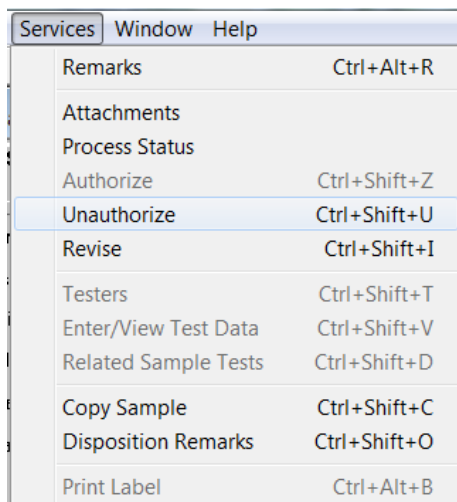 Services Window Help
Remarks Ctrl+Alt+R
Attachments
Process Status
Authorize Ctrl+Shift+Z
Unauthorize Ctrl+Shift+U
Revise Ctrl+Shift+I
Testers Ctrl+Shift+T
Enter/View Test Data Ctrl+Shift+V
Related Sample Tests Ctrl+Shift+D
Copy Sample Ctrl+Shift+C
Disposition Remarks Ctrl+Shift+O
Print Label Ctrl+Alt+B